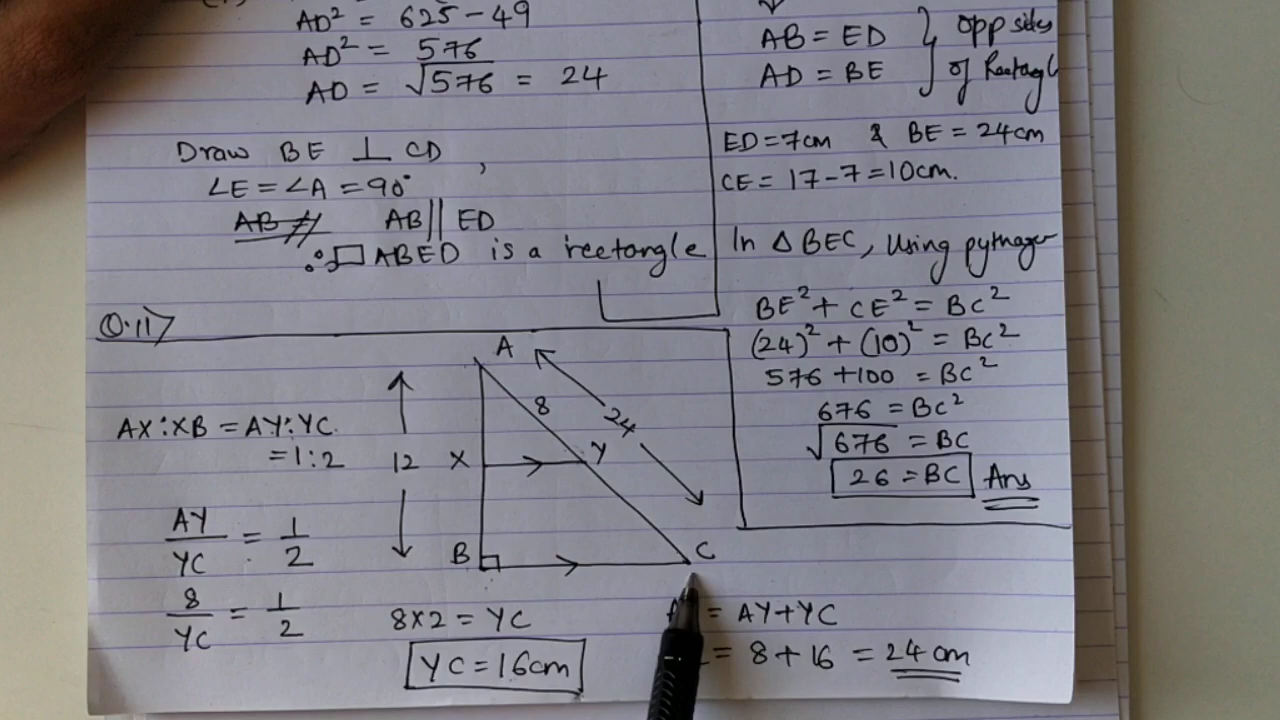 AD² = 625 - 49
AD² = 576
AD = √576 = 24
Draw BE ⊥ CD,
∠E = ∠A = 90°
AB // AB || ED
∴ □ ABED is a rectangle
AB = ED } opp sides
AD = BE } of Rectangle
ED = 7cm & BE = 24cm
CE = 17 - 7 = 10cm.
In Δ BEC, Using
BE² + CE² = BC²
(24)² + (10)² = BC²
576 + 100 = BC²
676 = BC²
√676 = BC
26 = BC Ans
Q.11>
AX:XB = AY:YC.
= 1:2
AY/YC = 1/2
8/YC = 1/2
A
8
24
12 X Y
B C
8x2 = YC
YC = 16cm
= AY + YC
= 8 + 16 = 24 cm